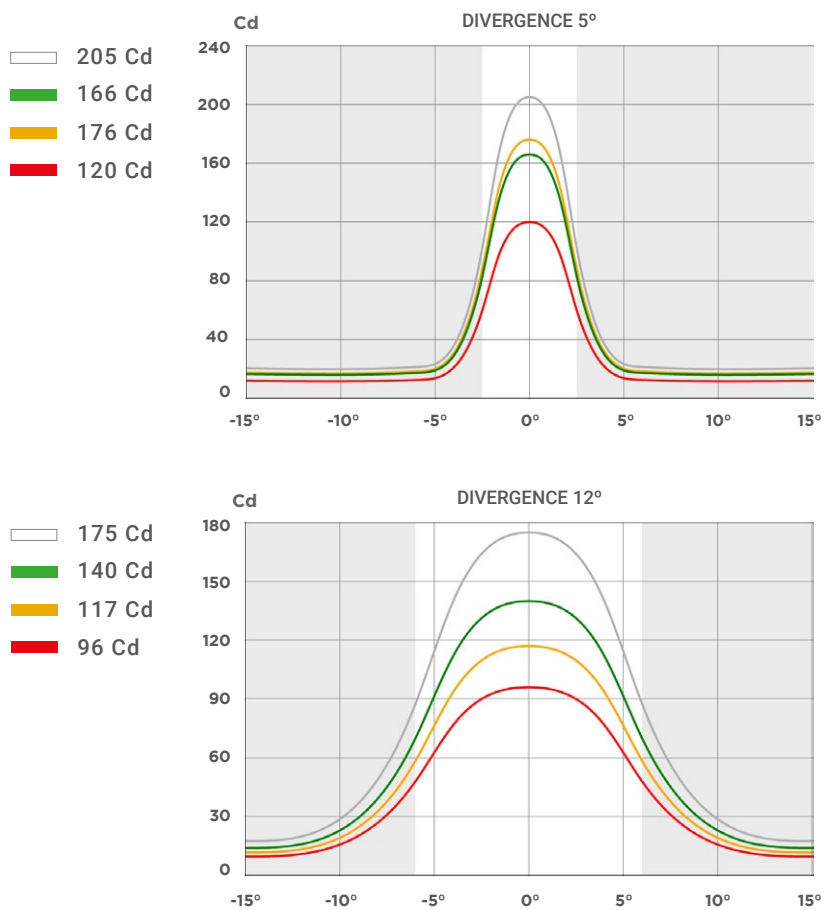 Cd
DIVERGENCE 5º
205 Cd
166 Cd
176 Cd
120 Cd
240
200
160
120
80
40
0
-15º -10º -5º 0º 5º 10º 15º
Cd
DIVERGENCE 12º
175 Cd
140 Cd
117 Cd
96 Cd
180
150
120
90
60
30
0
-15º -10º -5º 0º 5º 10º 15º